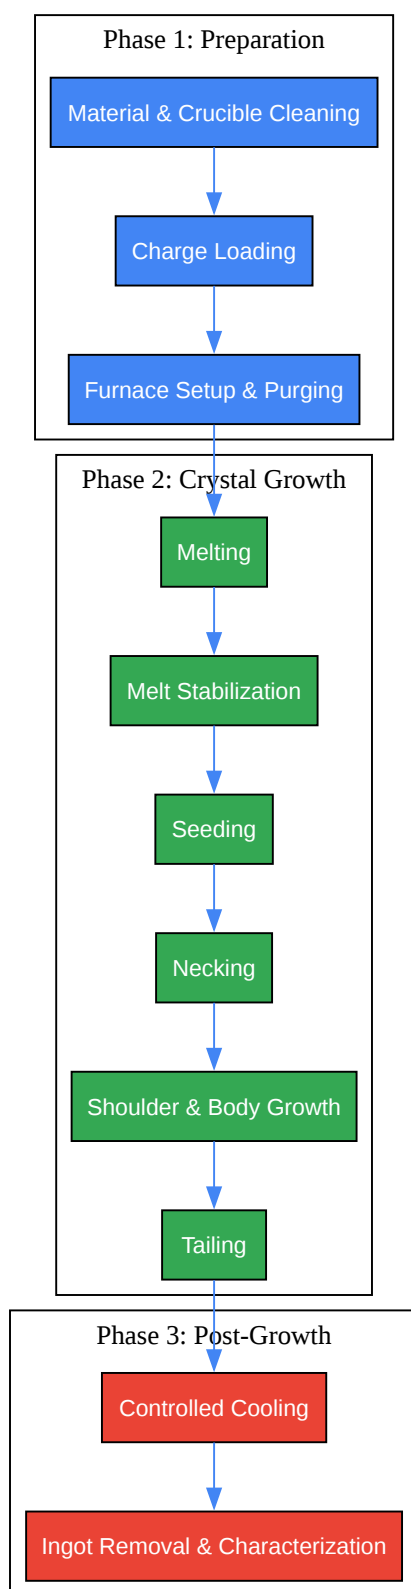 Phase 1: Preparation
Material & Crucible Cleaning
Charge Loading
Furnace Setup & Purging
Phase 2: Crystal Growth
Melting
Melt Stabilization
Seeding
Necking
Shoulder & Body Growth
Tailing
Phase 3: Post-Growth
Controlled Cooling
Ingot Removal & Characterization